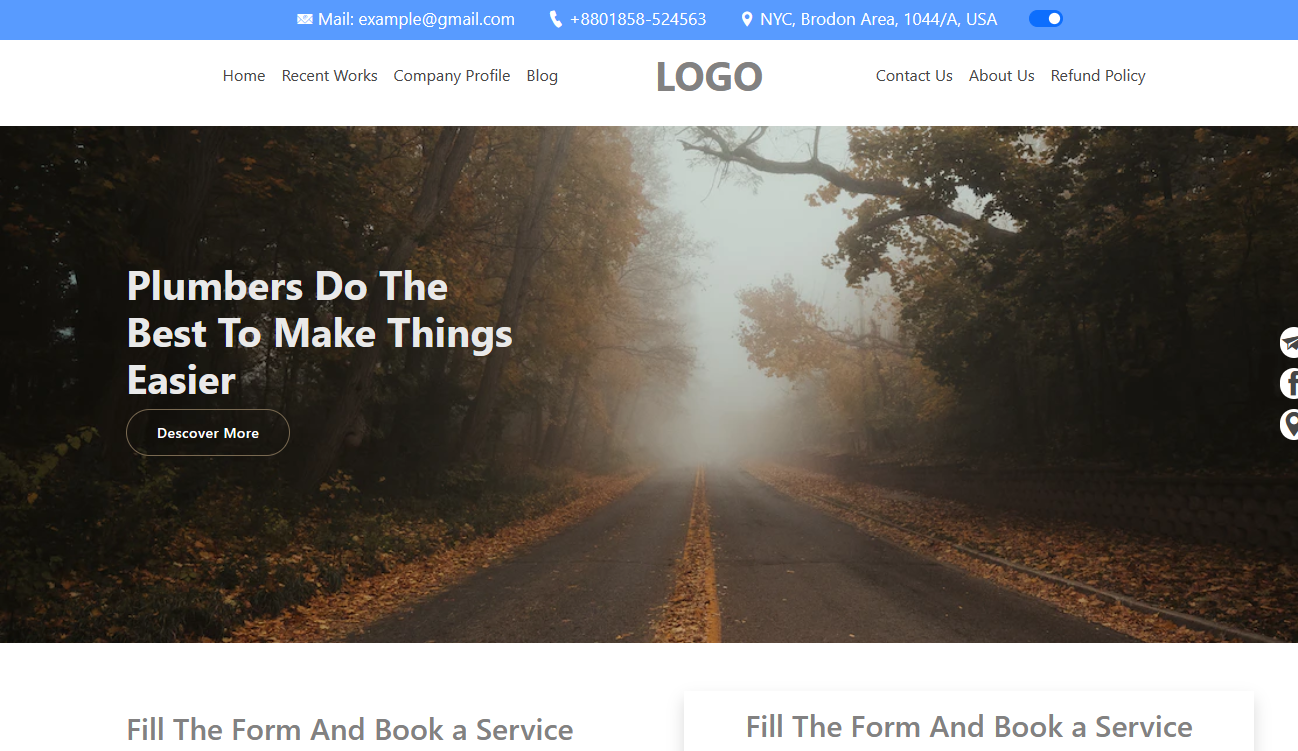 Mail: example@gmail.com +8801858-524563 NYC, Brodon Area, 1044/A, USA
Home Recent Works Company Profile Blog LOGO Contact Us About Us Refund Policy
Plumbers Do The
Best To Make Things
Easier
Descover More
Fill The Form And Book a Service
Fill The Form And Book a Service